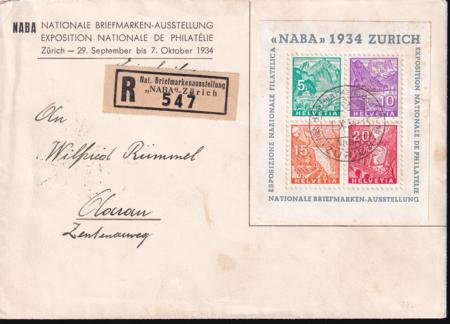 NABA NATIONALE BRIEFMARKEN-AUSSTELLUNG
EXPOSITION NATIONALE DE PHILATÉLIE
Zürich — 29. September bis 7. Oktober 1934
R
Nat. Briefmarkenausstellung
„NABA“ - Zürich
547
An
Wilfried Rümmel
Aarau
Zentenarweg
«NABA» 1934 ZURICH
ESPOSIZIONE NAZIONALE FILATELICA
EXPOSITION NATIONALE DE PHILATÉLIE
NATIONALE BRIEFMARKEN-AUSSTELLUNG
5
HELVETIA
10
HELVETIA
15
HELVETIA
20
HELVETIA